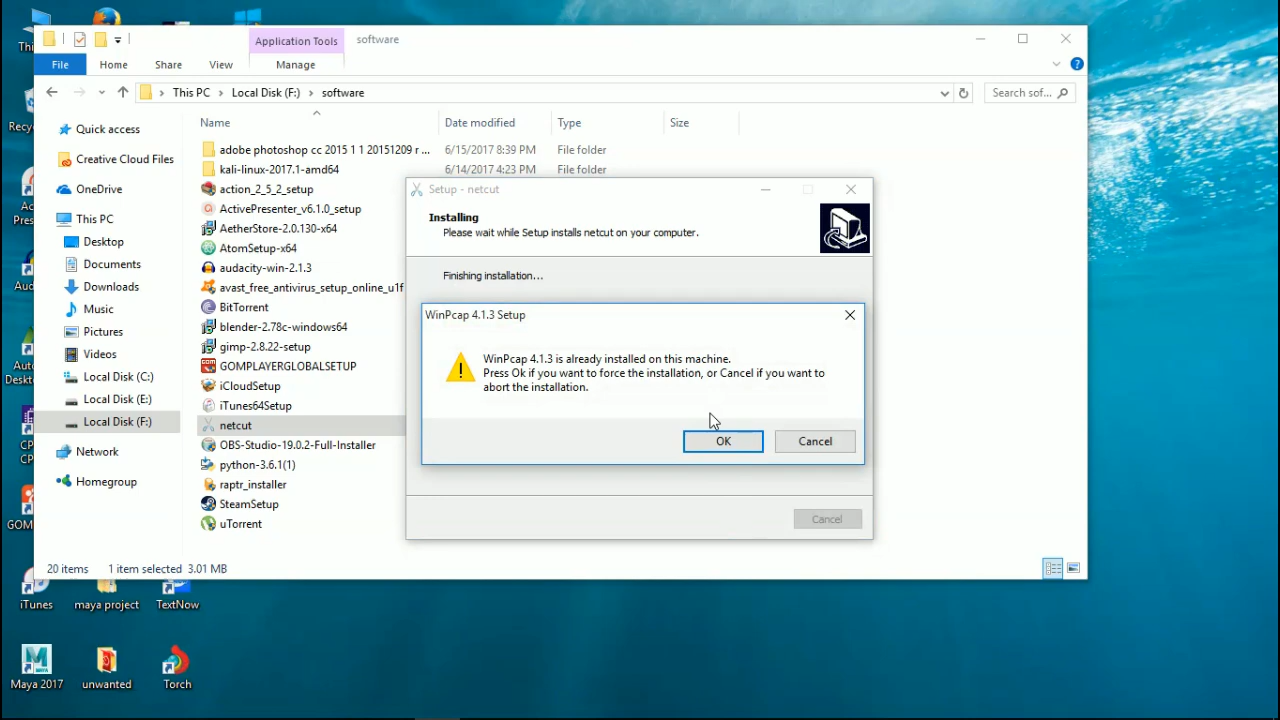 Application Tools
software
File
Home
Share
View
Manage
This PC
Local Disk (F:)
software
Search sof...
Name
Date modified
Type
Size
Quick access
Creative Cloud Files
OneDrive
This PC
Desktop
Documents
Downloads
Music
Pictures
Videos
Local Disk (C:)
Local Disk (E:)
Local Disk (F:)
Network
Homegroup
adobe photoshop cc 2015 1 1 20151209 r ... 6/15/2017 8:39 PM File folder
kali-linux-2017.1-amd64 6/14/2017 4:23 PM File folder
action_2_5_2_setup
ActivePresenter_v6.1.0_setup
AetherStore-2.0.130-x64
AtomSetup-x64
audacity-win-2.1.3
avast_free_antivirus_setup_online_u1f
BitTorrent
blender-2.78c-windows64
gimp-2.8.22-setup
GOMPLAYERGLOBALSETUP
iCloudSetup
iTunes64Setup
netcut
OBS-Studio-19.0.2-Full-Installer
python-3.6.1(1)
raptr_installer
SteamSetup
uTorrent
20 items 1 item selected 3.01 MB
Setup - netcut
Installing
Please wait while Setup installs netcut on your computer.
Finishing installation...
WinPcap 4.1.3 Setup
WinPcap 4.1.3 is already installed on this machine.
Press Ok if you want to force the installation, or Cancel if you want to
abort the installation.
OK
Cancel
Cancel
iTunes
maya project
TextNow
Maya 2017
unwanted
Torch